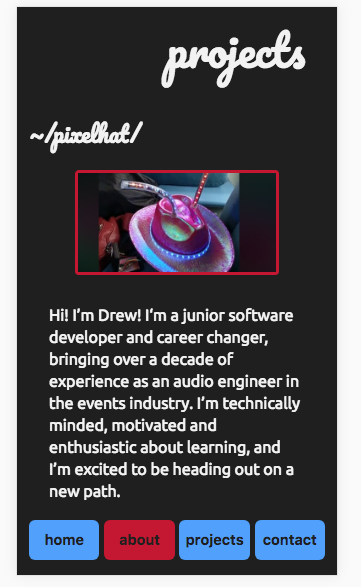 projects
~/pixelhat/
Hi! I'm Drew! I'm a junior software
developer and career changer,
bringing over a decade of
experience as an audio engineer in
the events industry. I'm technically
minded, motivated and
enthusiastic about learning, and
I'm excited to be heading out on a
new path.
home
about
projects
contact